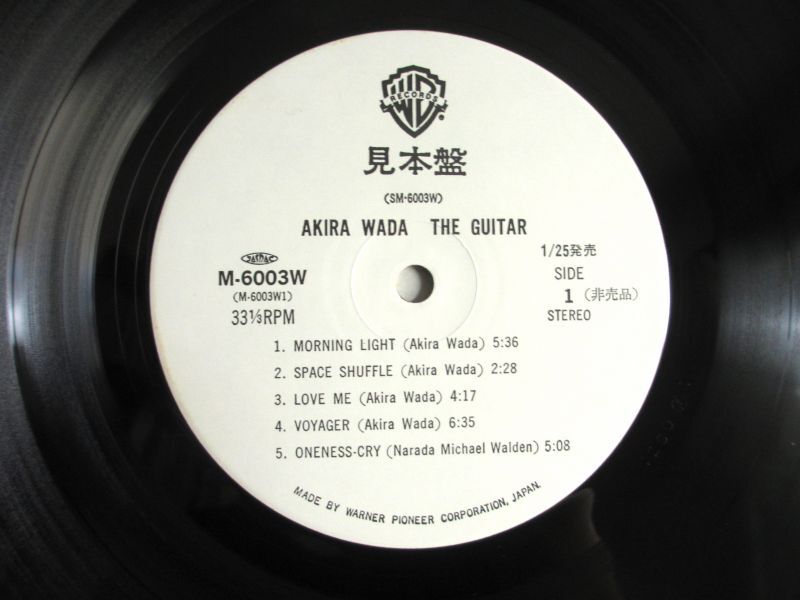 WB
RECORDS
見本盤
(SM-6003W)
AKIRA WADA THE GUITAR
JASRAC
M-6003W
(M-6003W1)
33⅓RPM
1/25発売
SIDE
1 (非売品)
STEREO
1. MORNING LIGHT (Akira Wada) 5:36
2. SPACE SHUFFLE (Akira Wada) 2:28
3. LOVE ME (Akira Wada) 4:17
4. VOYAGER (Akira Wada) 6:35
5. ONENESS-CRY (Narada Michael Walden) 5:08
MADE BY WARNER PIONEER CORPORATION, JAPAN.